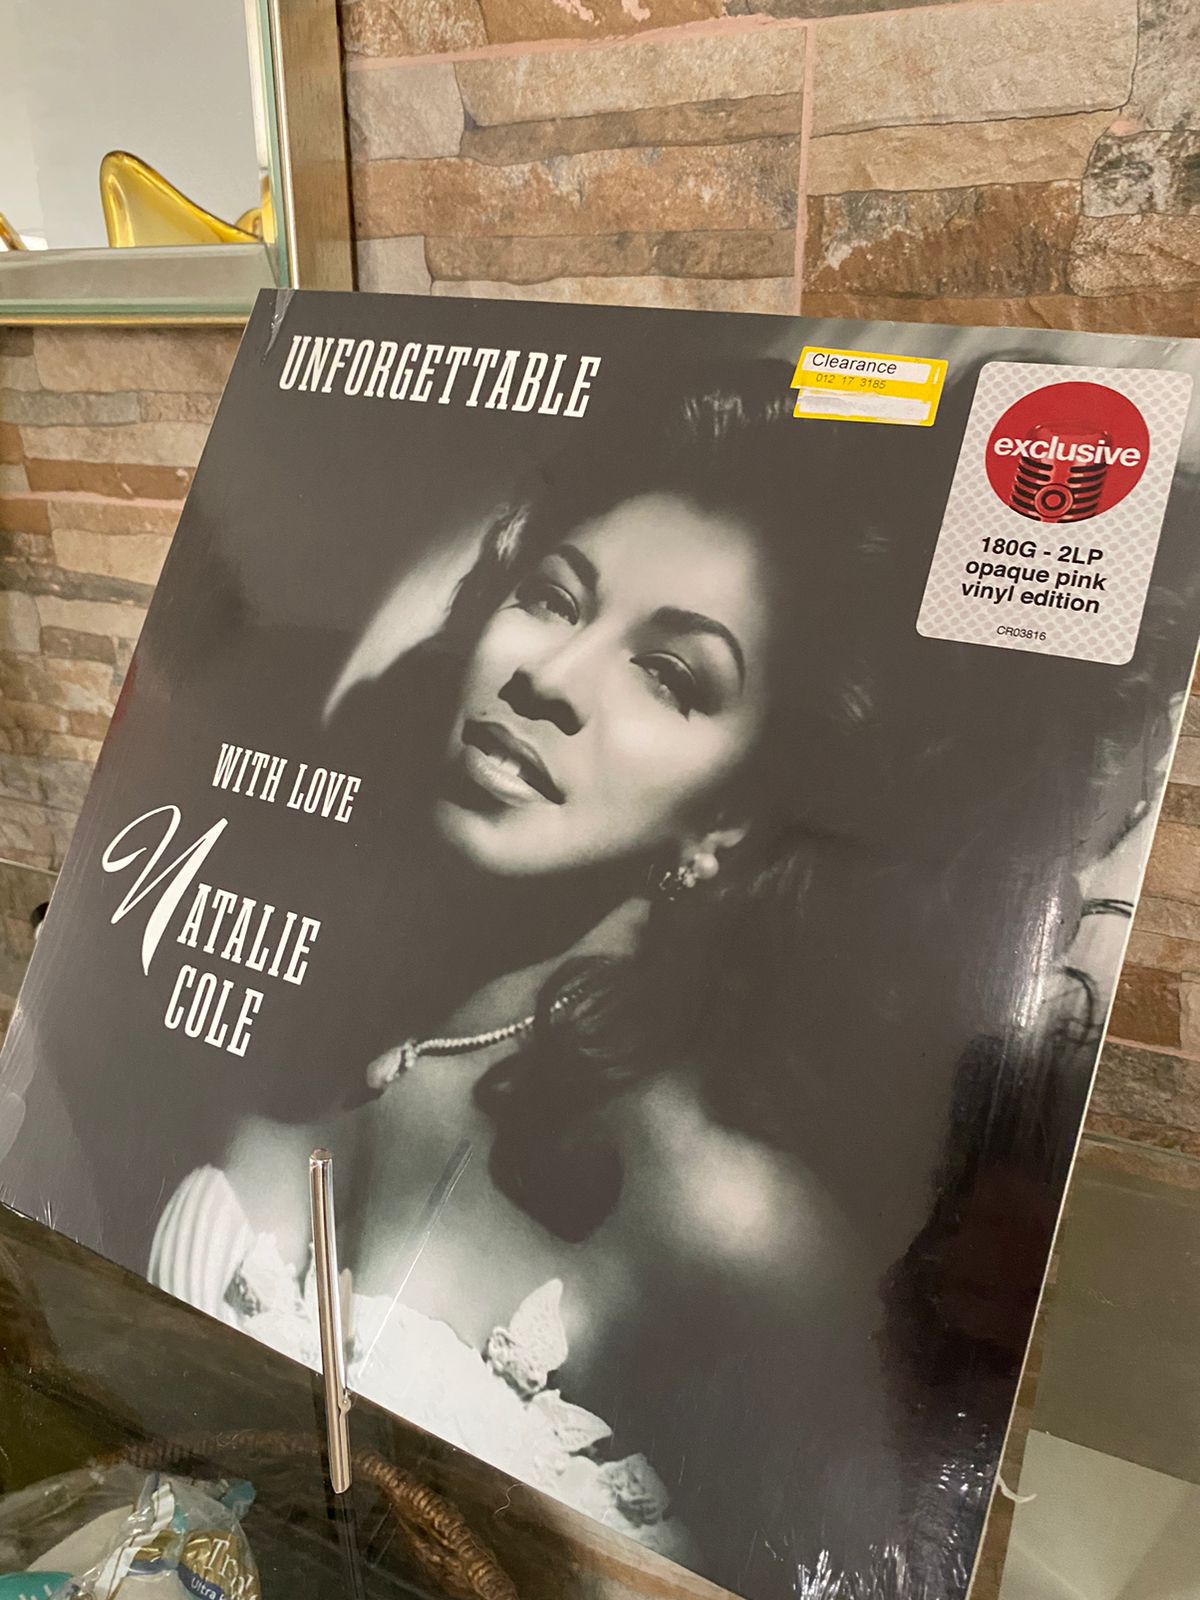 UNFORGETTABLE
Clearance
012 17 3185
exclusive
180G - 2LP
opaque pink
vinyl edition
CR03816
WITH LOVE
NATALIE
COLE